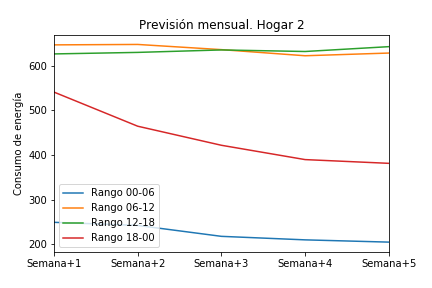 Previsión mensual. Hogar 2
Consumo de energía
600
500
400
300
200
Rango 00-06
Rango 06-12
Rango 12-18
Rango 18-00
Semana+1 Semana+2 Semana+3 Semana+4 Semana+5